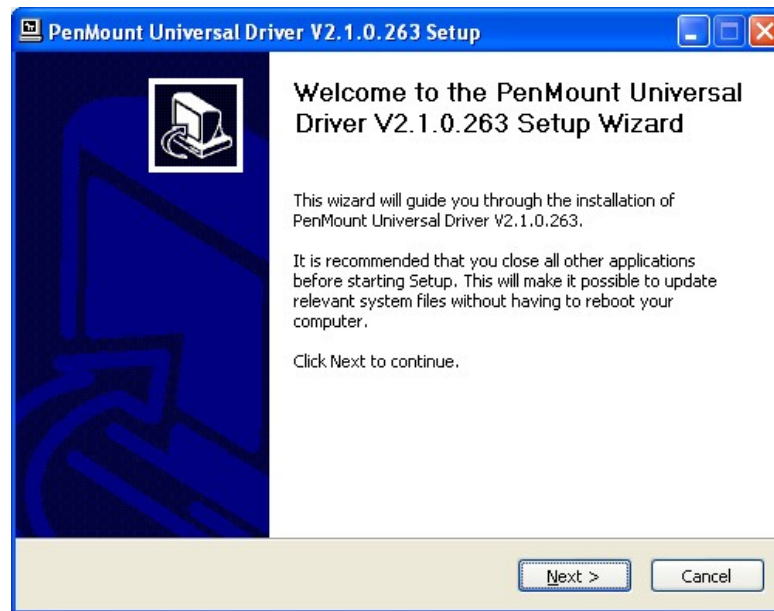 PenMount Universal Driver V2.1.0.263 Setup
Welcome to the PenMount Universal
Driver V2.1.0.263 Setup Wizard
This wizard will guide you through the installation of
PenMount Universal Driver V2.1.0.263.
It is recommended that you close all other applications
before starting Setup. This will make it possible to update
relevant system files without having to reboot your
computer.
Click Next to continue.
Next >
Cancel